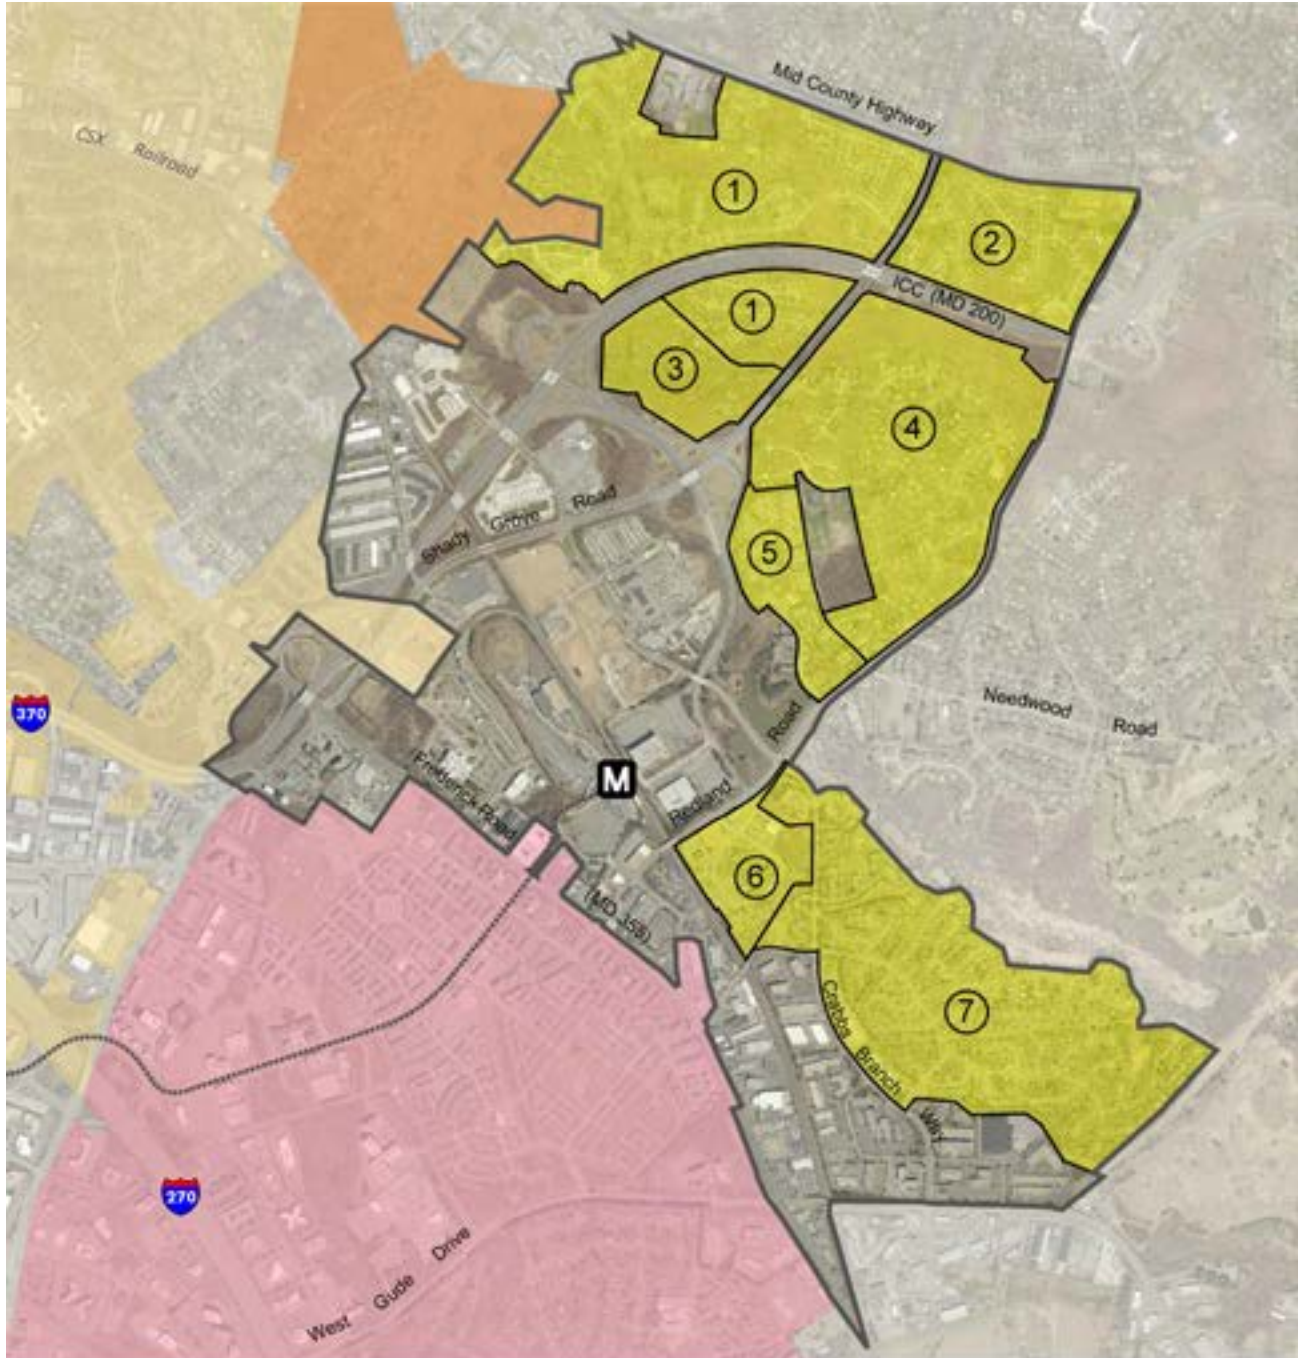 Mid County Highway
CSX Railroad
1
2
ICC (MD 200)
1
3
4
Shady Grove Road
5
370
Needwood Road
Road
M
Frederick Road
Redland
6
(MD 355)
Crabbs Branch Way
7
270
West Gude Drive